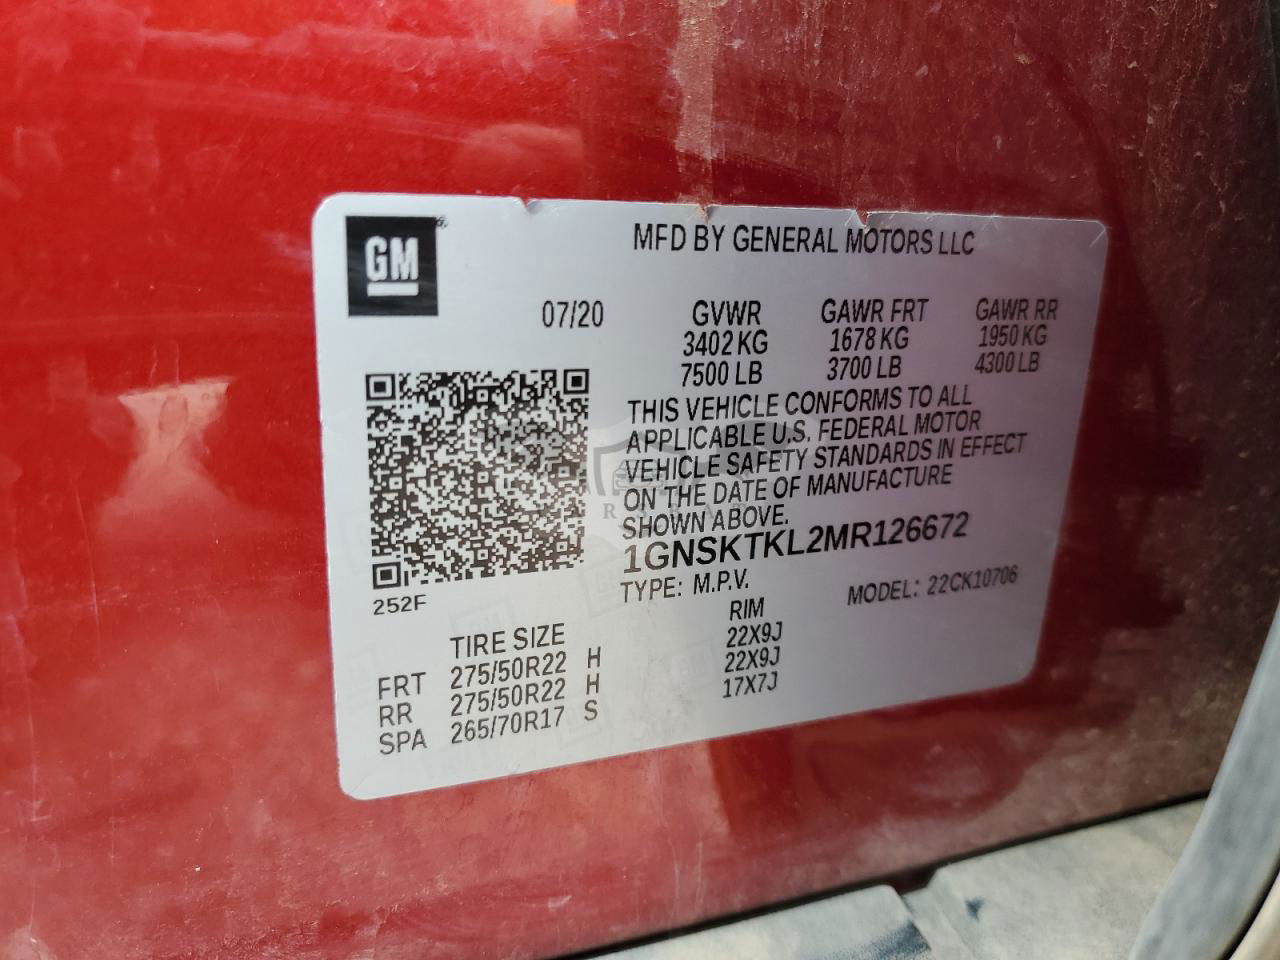 GM
MFD BY GENERAL MOTORS LLC
07/20 GVWR GAWR FRT GAWR RR
3402 KG 1678 KG 1950 KG
7500 LB 3700 LB 4300 LB
THIS VEHICLE CONFORMS TO ALL
APPLICABLE U.S. FEDERAL MOTOR
VEHICLE SAFETY STANDARDS IN EFFECT
ON THE DATE OF MANUFACTURE
SHOWN ABOVE.
1GNSKTKL2MR126672
TYPE: M.P.V. MODEL: 22CK10706
252F
TIRE SIZE RIM
FRT 275/50R22 H 22X9J
RR 275/50R22 H 22X9J
SPA 265/70R17 S 17X7J